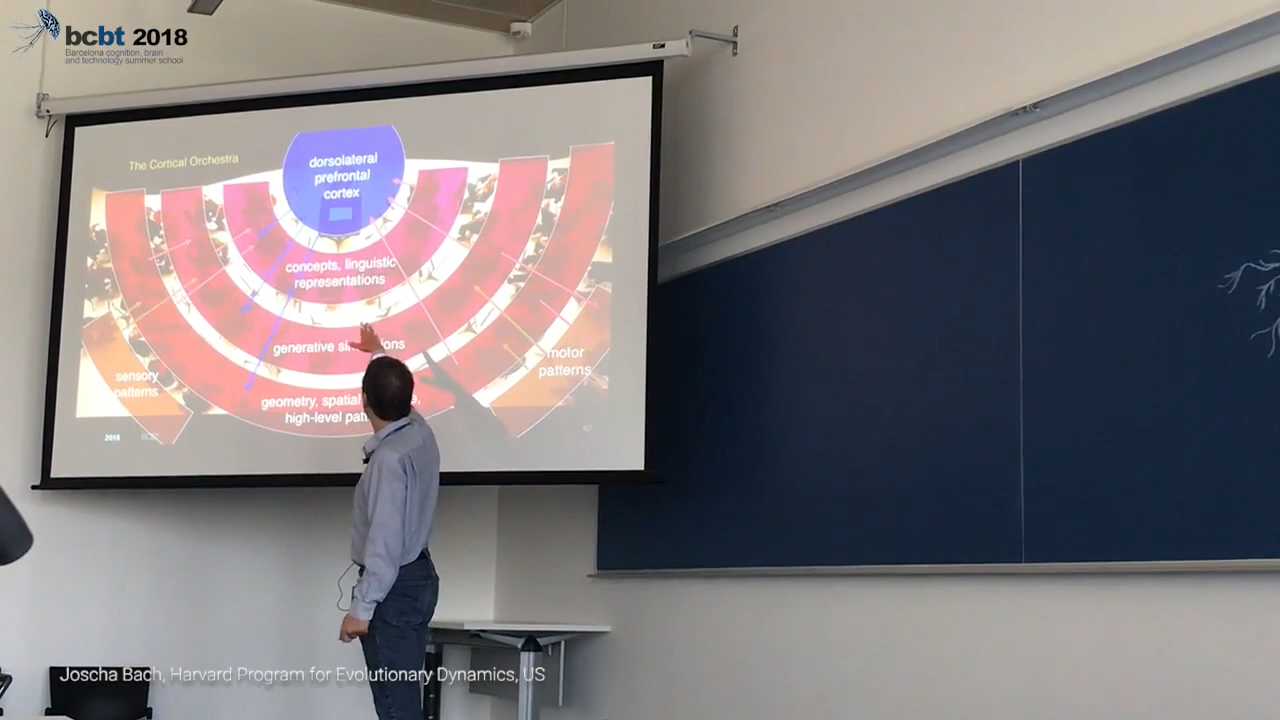 bcbt 2018
Barcelona cognition, brain
and technology summer school
The Cortical Orchestra
dorsolateral
prefrontal
cortex
concepts, linguistic
representations
generative
geometry, spatial
high-level
sensory
patterns
motor
patterns
2018
Joscha Bach, Harvard Program for Evolutionary Dynamics, US